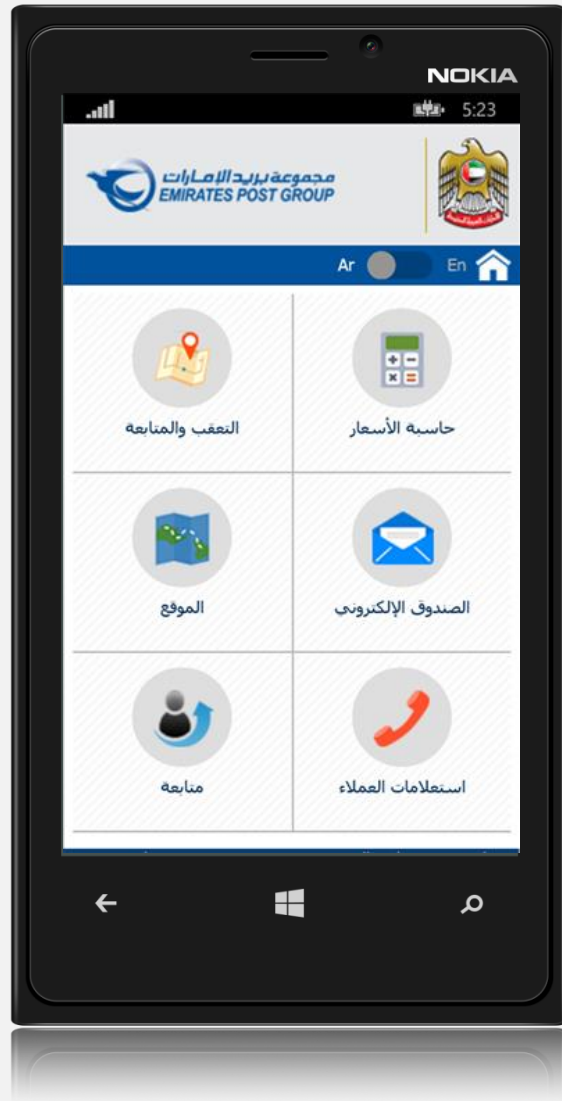 NOKIA
5:23
مجموعة بريد الإمارات
EMIRATES POST GROUP
Ar En
حاسبة الأسعار
التعقب والمتابعة
الصندوق الإلكتروني
الموقع
استعلامات العملاء
متابعة